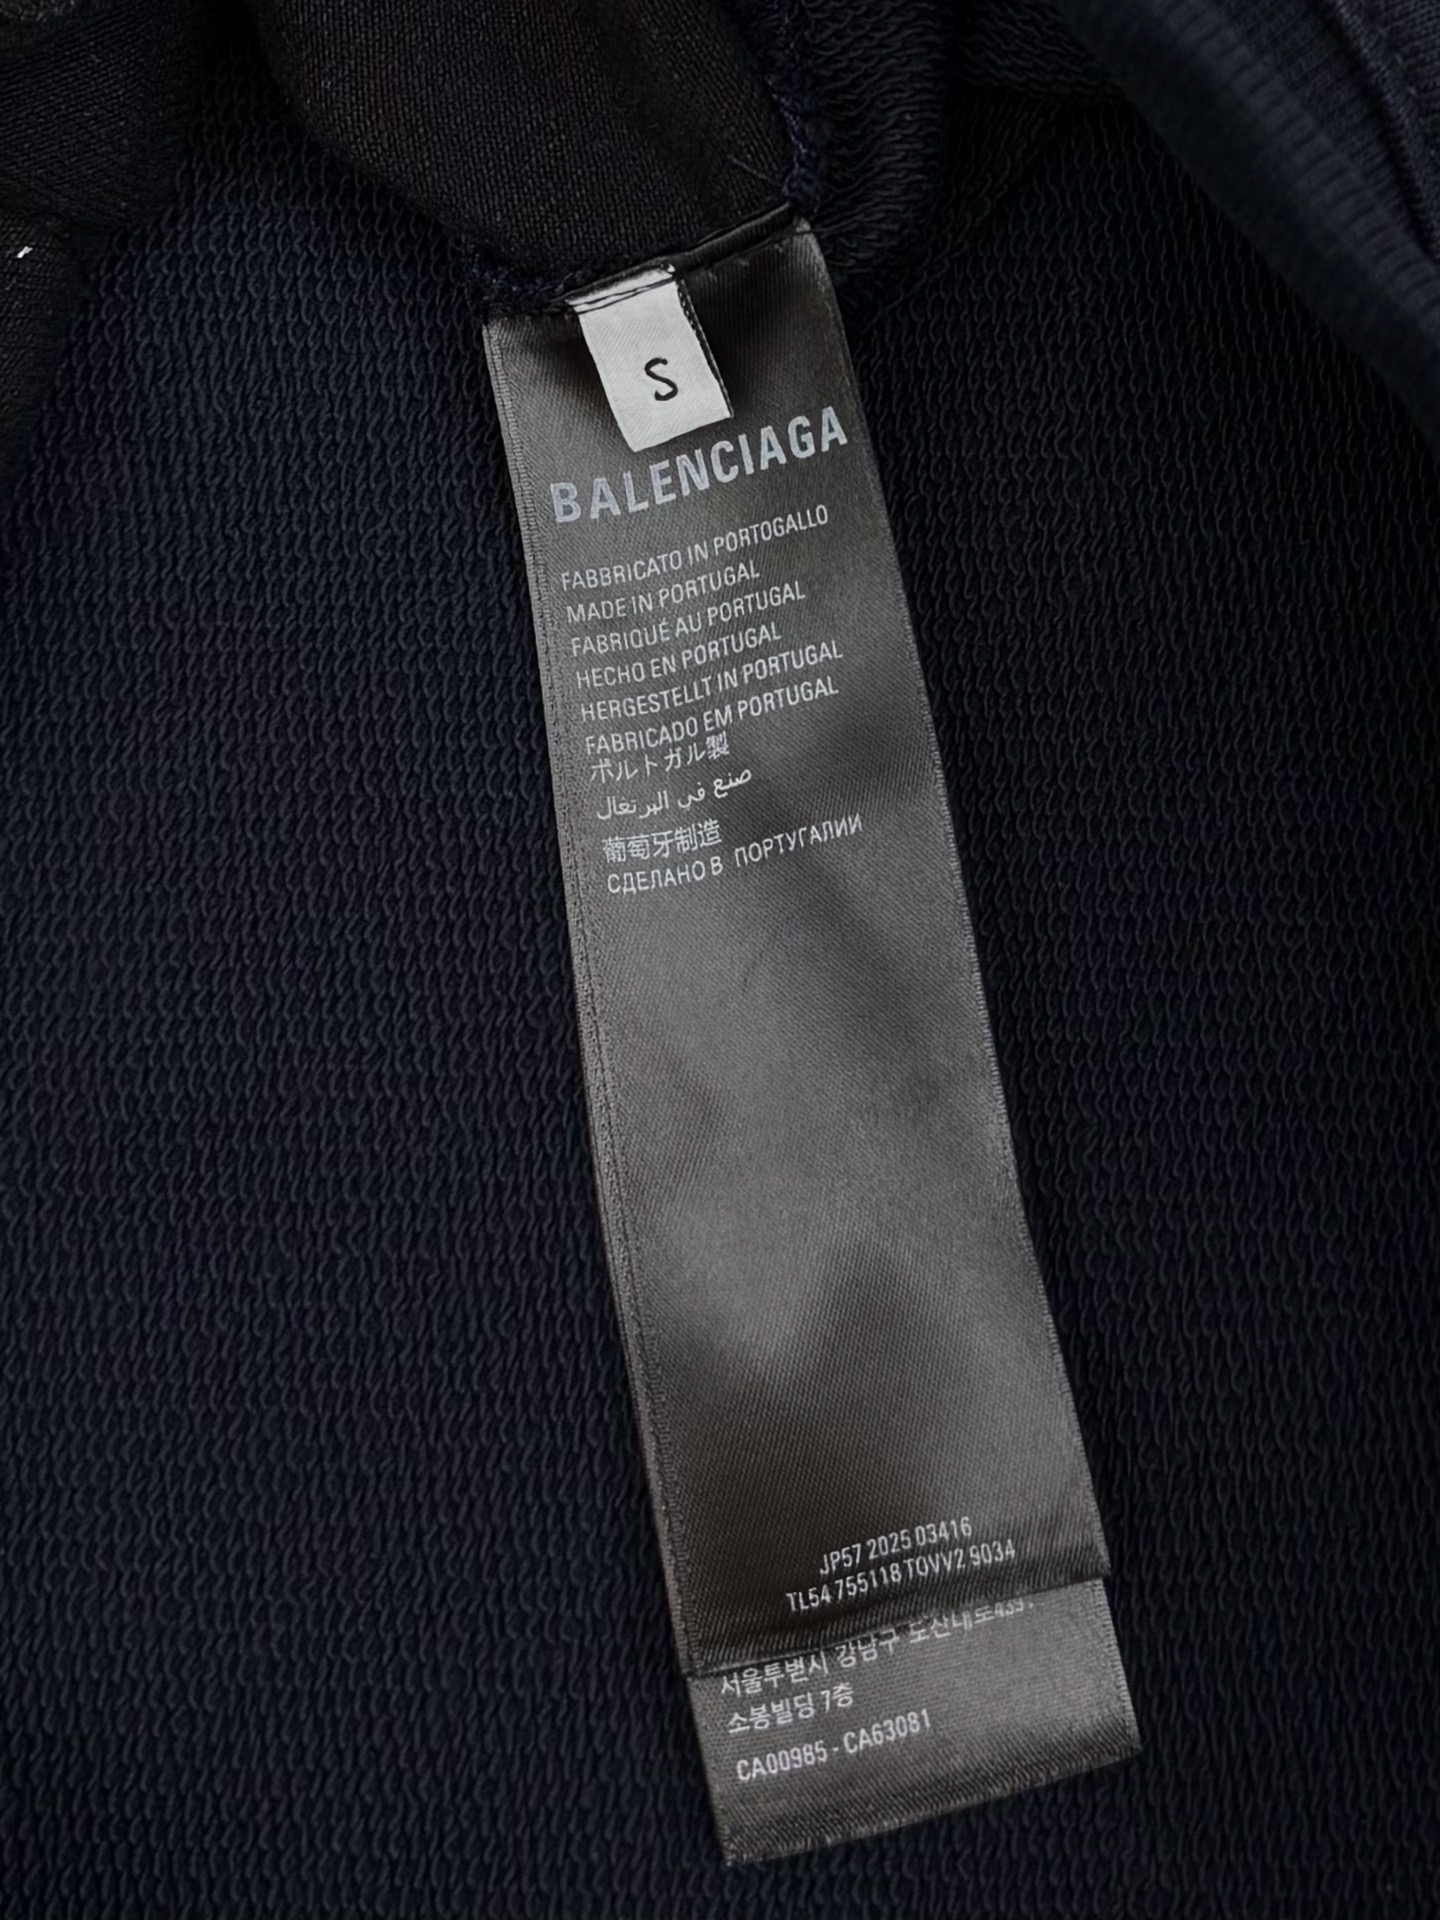 S
BALENCIAGA
FABBRICATO IN PORTOGALLO
MADE IN PORTUGAL
FABRIQUÉ AU PORTUGAL
HECHO EN PORTUGAL
HERGESTELLT IN PORTUGAL
FABRICADO EM PORTUGAL
ポルトガル製
صنع في البرتغال
葡萄牙制造
СДЕЛАНО В ПОРТУГАЛИИ
JP57 2025 03416
TL54 755118 TOVV2 9034
서울투벌시 강남구
소봉빌딩 7층
CA00985 - CA63081